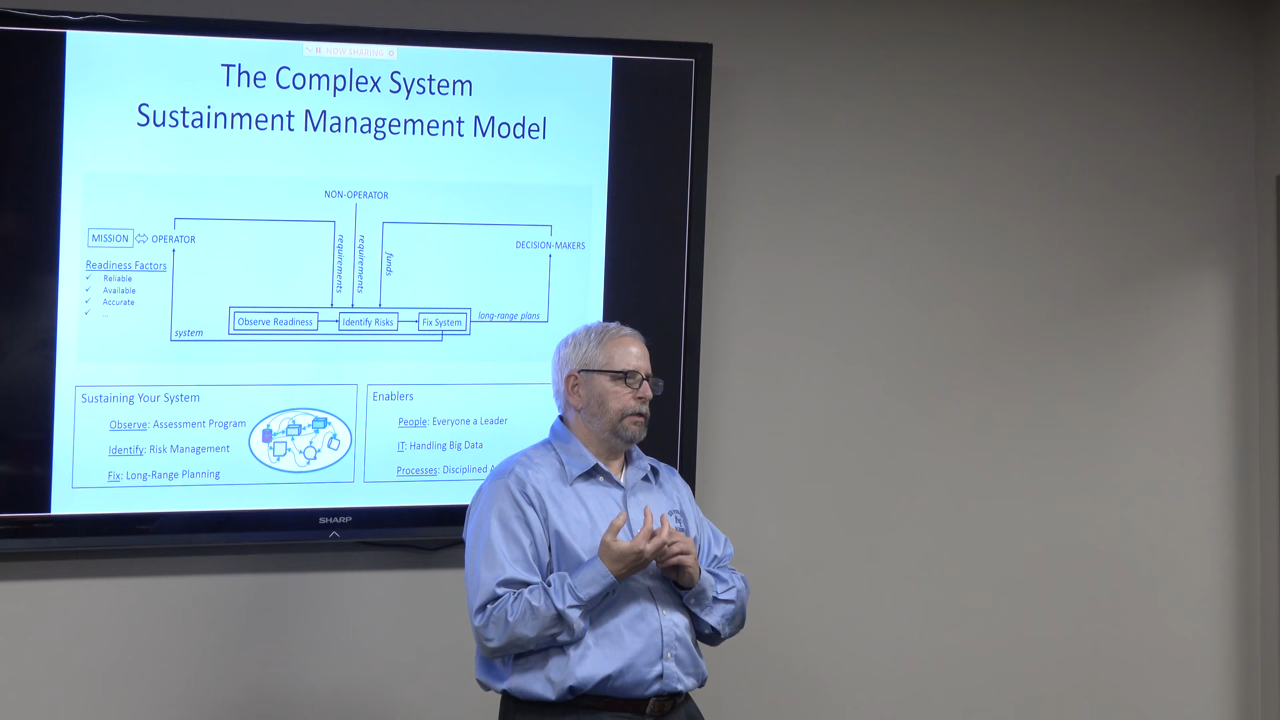 NOW SHARING
The Complex System
Sustainment Management Model
NON-OPERATOR
MISSION
OPERATOR
DECISION-MAKERS
requirements
requirements
funds
Readiness Factors
Reliable
Available
Accurate
...
Observe Readiness
Identify Risks
Fix System
long-range plans
system
Sustaining Your System
Observe: Assessment Program
Identify: Risk Management
Fix: Long-Range Planning
Enablers
People: Everyone a Leader
IT: Handling Big Data
Processes: Disciplined
SHARP